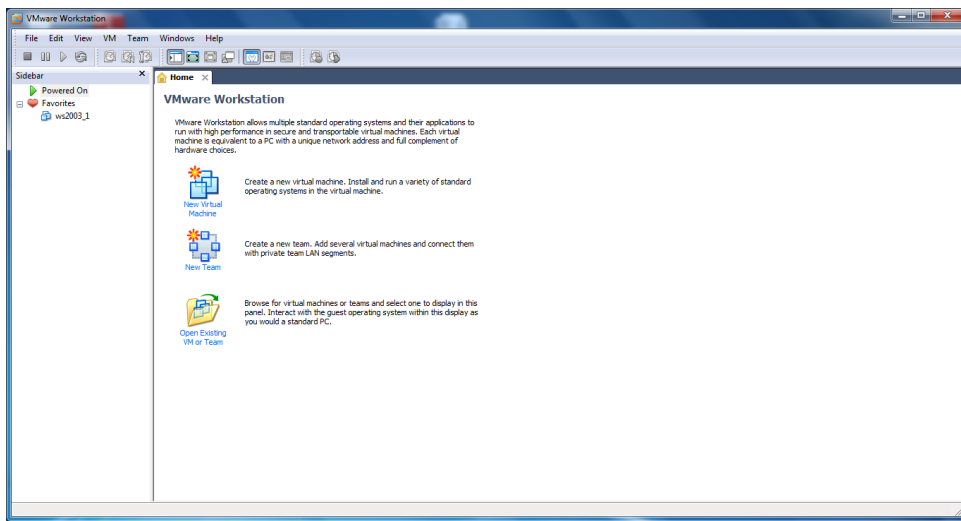 VMware Workstation
File Edit View VM Team Windows Help
Sidebar
Home
Powered On
Favorites
ws2003_1
VMware Workstation
VMware Workstation allows multiple standard operating systems and their applications to
run with high performance in secure and transportable virtual machines. Each virtual
machine is equivalent to a PC with a unique network address and full complement of
hardware choices.
New Virtual
Machine
Create a new virtual machine. Install and run a variety of standard
operating systems in the virtual machine.
New Team
Create a new team. Add several virtual machines and connect them
with private team LAN segments.
Open Existing
VM or Team
Browse for virtual machines or teams and select one to display in this
panel. Interact with the guest operating system within this display as
you would a standard PC.